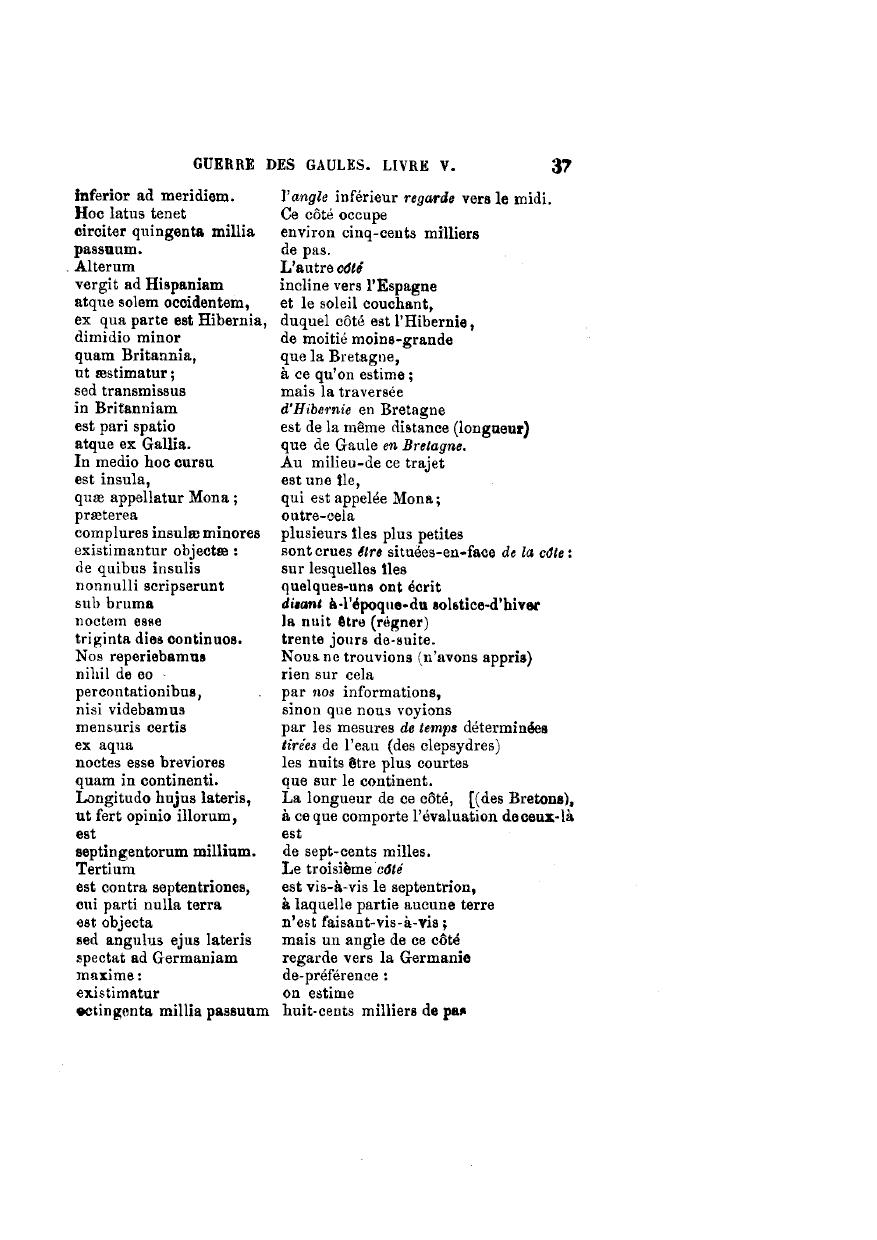 GUERRE DES GAULES. LIVRE V. 37
inferior ad meridiem. l'angle inférieur regarde vers le midi.
Hoc latus tenet Ce côté occupe
circiter quingenta millia environ cinq-cents milliers
passuum. de pas.
Alterum L'autre côté
vergit ad Hispaniam incline vers l'Espagne
atque solem occidentem, et le soleil couchant,
ex qua parte est Hibernia, duquel côté est l'Hibernie,
dimidio minor de moitié moins-grande
quam Britannia, que la Bretagne,
ut æstimatur; à ce qu'on estime;
sed transmissus mais la traversée
in Britanniam d'Hibernie en Bretagne
est pari spatio est de la même distance (longueur)
atque ex Gallia. que de Gaule en Bretagne.
In medio hoc cursu Au milieu-de ce trajet
est insula, est une île,
quæ appellatur Mona; qui est appelée Mona;
præterea outre-cela
complures insulæ minores plusieurs îles plus petites
existimantur objectæ: sont crues être situées-en-face de la côte:
de quibus insulis sur lesquelles îles
nonnulli scripserunt quelques-uns ont écrit
sub bruma disant à-l'époque-du solstice-d'hiver
noctem esse la nuit être (régner)
triginta dies continuos. trente jours de-suite.
Nos reperiebamus Nous ne trouvions (n'avons appris)
nihil de eo rien sur cela
percontationibus, par nos informations,
nisi videbamus sinon que nous voyions
mensuris certis par les mesures de temps déterminées
ex aqua tirées de l'eau (des clepsydres)
noctes esse breviores les nuits être plus courtes
quam in continenti. que sur le continent.
Longitudo hujus lateris, La longueur de ce côté, [(des Bretons),
ut fert opinio illorum, à ce que comporte l'évaluation de ceux-là
est est
septingentorum millium. de sept-cents milles.
Tertium Le troisième côté
est contra septentriones, est vis-à-vis le septentrion,
cui parti nulla terra à laquelle partie aucune terre
est objecta n'est faisant-vis-à-vis;
sed angulus ejus lateris mais un angle de ce côté
spectat ad Germaniam regarde vers la Germanie
maxime: de-préférence:
existimatur on estime
octingenta millia passuum huit-cents milliers de pas